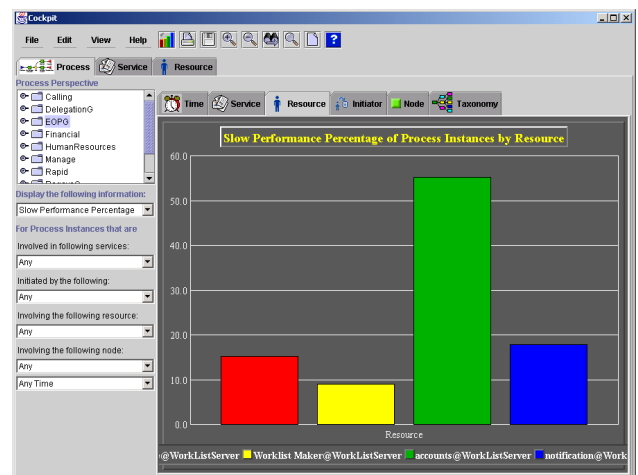 Cockpit
File Edit View Help
Process Service Resource
Process Perspective
Calling
DelegationG
EOPG
Financial
HumanResources
Manage
Rapid
Display the following information:
Slow Performance Percentage
For Process Instances that are
Involved in following services:
Any
Initiated by the following:
Any
Involving the following resource:
Any
Involving the following node:
Any
Any Time
Time Service Resource Initiator Node Taxonomy
Slow Performance Percentage of Process Instances by Resource
60.0
50.0
40.0
30.0
20.0
10.0
0.0
Resource
@WorkListServer Worklist Maker@WorkListServer accounts@WorkListServer notification@Work